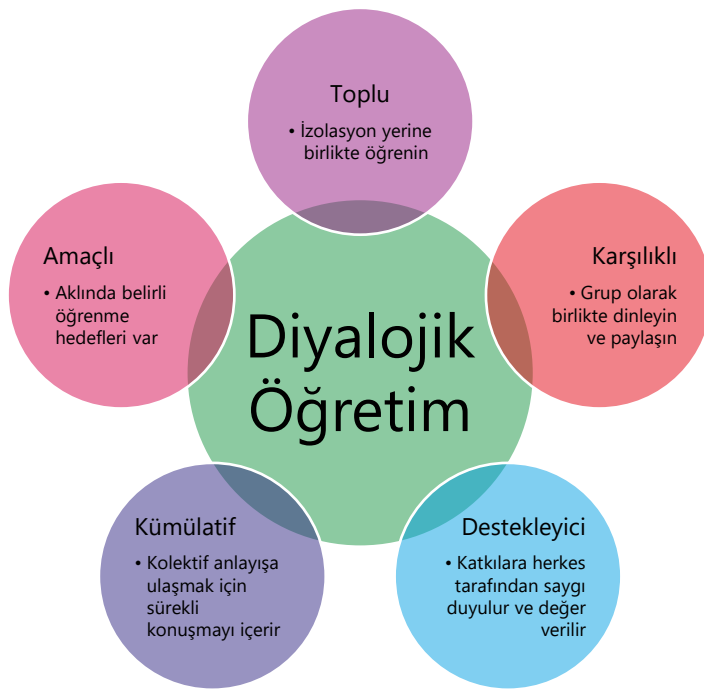 Toplu
• İzolasyon yerine
birlikte öğrenin
Karşılıklı
• Grup olarak
birlikte dinleyin
ve paylaşın
Destekleyici
• Katkılara herkes
tarafından saygı
duyulur ve değer
verilir
Kümülatif
• Kolektif anlayışa
ulaşmak için
sürekli
konuşmayı içerir
Amaçlı
• Aklında belirli
öğrenme
hedefleri var
Diyalojik
Öğretim